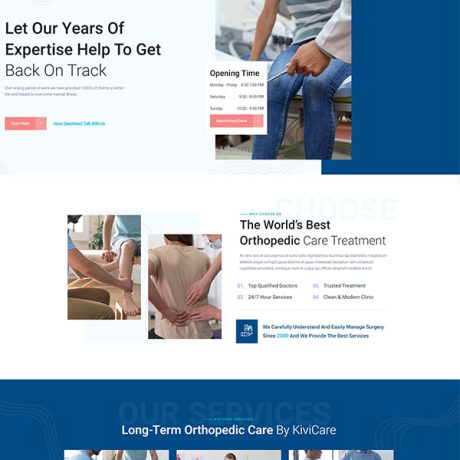 Let Our Years Of
Expertise Help To Get
Back On Track
Over a long period of work we have provided 1000's of clients a better
life and helped to overcome mental illness.
Read More
Have Questions? Talk With Us
Opening Time
Monday - Friday 6:00 - 10:00 PM
Saturday 9:00 - 8:00 PM
Sunday 10:00 - 9:00 PM
Appointment Now
CHOOSE
WHY CHOOSE US
The World's Best
Orthopedic Care Treatment
At vero eos et accusamus et iusto odio dignissimos ducimus qui blanditiis voluptatum
deleniti atque corrupti quos dolores et quas molestias excepturi sint occaecati
cupiditate provident, similique sunt in culpa qui officia deserunt mollitia animi.
01. Top Qualified Doctors
03. Trusted Treatment
02. 24/7 Hour Services
04. Clean & Modern Clinic
We Carefully Understand And Easily Manage Surgery
Since 2000 And We Provide The Best Services
OUR SERVICES
KIVICARE SERVICES
Long-Term Orthopedic Care By KiviCare